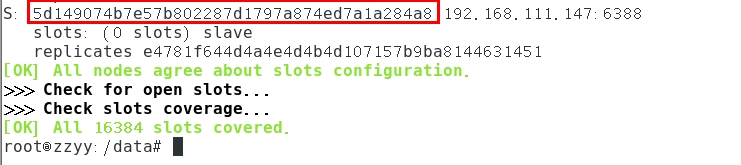 S: 5d149074b7e57b802287d1797a874ed7a1a284a8 192.168.111.147:6388
slots: (0 slots) slave
replicates e4781f644d4a4e4d4b4d107157b9ba8144631451
[OK] All nodes agree about slots configuration.
>>> Check for open slots...
>>> Check slots coverage...
[OK] All 16384 slots covered.
root@zzyy:/data#